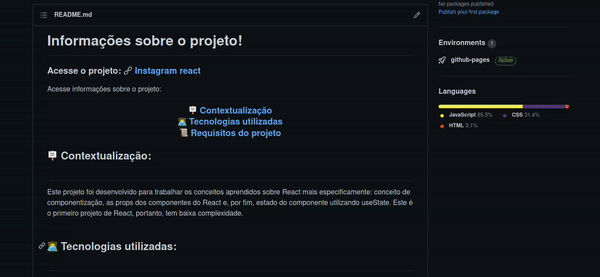 README.md
Informações sobre o projeto!
Acesse o projeto: Instagram react
Acesse informações sobre o projeto:
Contextualização
Tecnologias utilizadas
Requisitos do projeto
Contextualização:
Este projeto foi desenvolvido para trabalhar os conceitos aprendidos sobre React mais especificamente: conceito de
componentização, as props dos componentes do React e, por fim, estado do componente utilizando useState. Este é
o primeiro projeto de React, portanto, tem baixa complexidade.
Tecnologias utilizadas:
No packages published
Publish your first package
Environments 1
github-pages Active
Languages
JavaScript 65.5% CSS 31.4%
HTML 3.1%